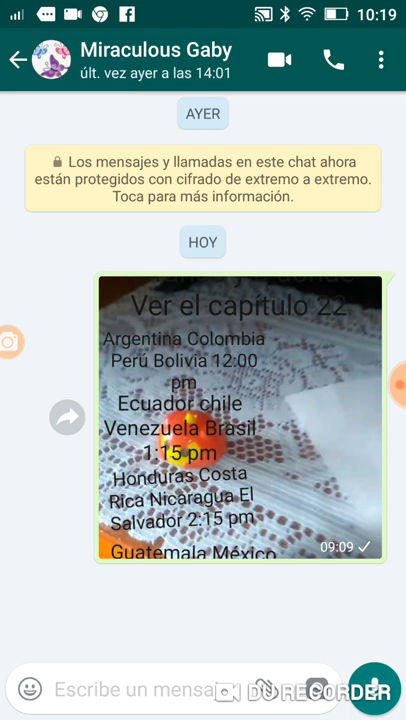 10:19
Miraculous Gaby
últ. vez ayer a las 14:01
AYER
Los mensajes y llamadas en este chat ahora
están protegidos con cifrado de extremo a extremo.
Toca para más información.
HOY
Ver el capítulo 22
Argentina Colombia
Perú Bolivia 12:00
pm
Ecuador chile
Venezuela Brasil
1:15 pm
Honduras Costa
Rica Nicaragua El
Salvador 2:15 pm
Guatemala México
09:09
Escribe un mensa
DU RECORDER